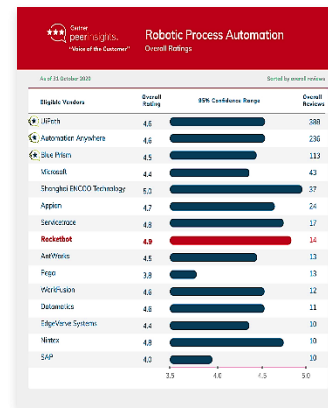 Gartner
peerinsights.
"Voice of the Customer"
Robotic Process Automation
Overall Ratings
As of 31 October 2020
Sorted by overall reviews
Eligible Vendors Overall Rating 95% Confidence Range Overall Reviews
UiPath 4.6 388
Automation Anywhere 4.6 236
Blue Prism 4.5 113
Microsoft 4.4 43
Shanghai ENCOO Technology 5.0 37
Appian 4.7 24
Servicetrace 4.8 17
Rocketbot 4.9 14
AntWorks 4.5 13
Pega 3.8 13
WorkFusion 4.6 12
Datamatics 4.6 11
EdgeVerve Systems 4.4 10
Nintex 4.8 10
SAP 4.0 10
3.5 4.0 4.5 5.0